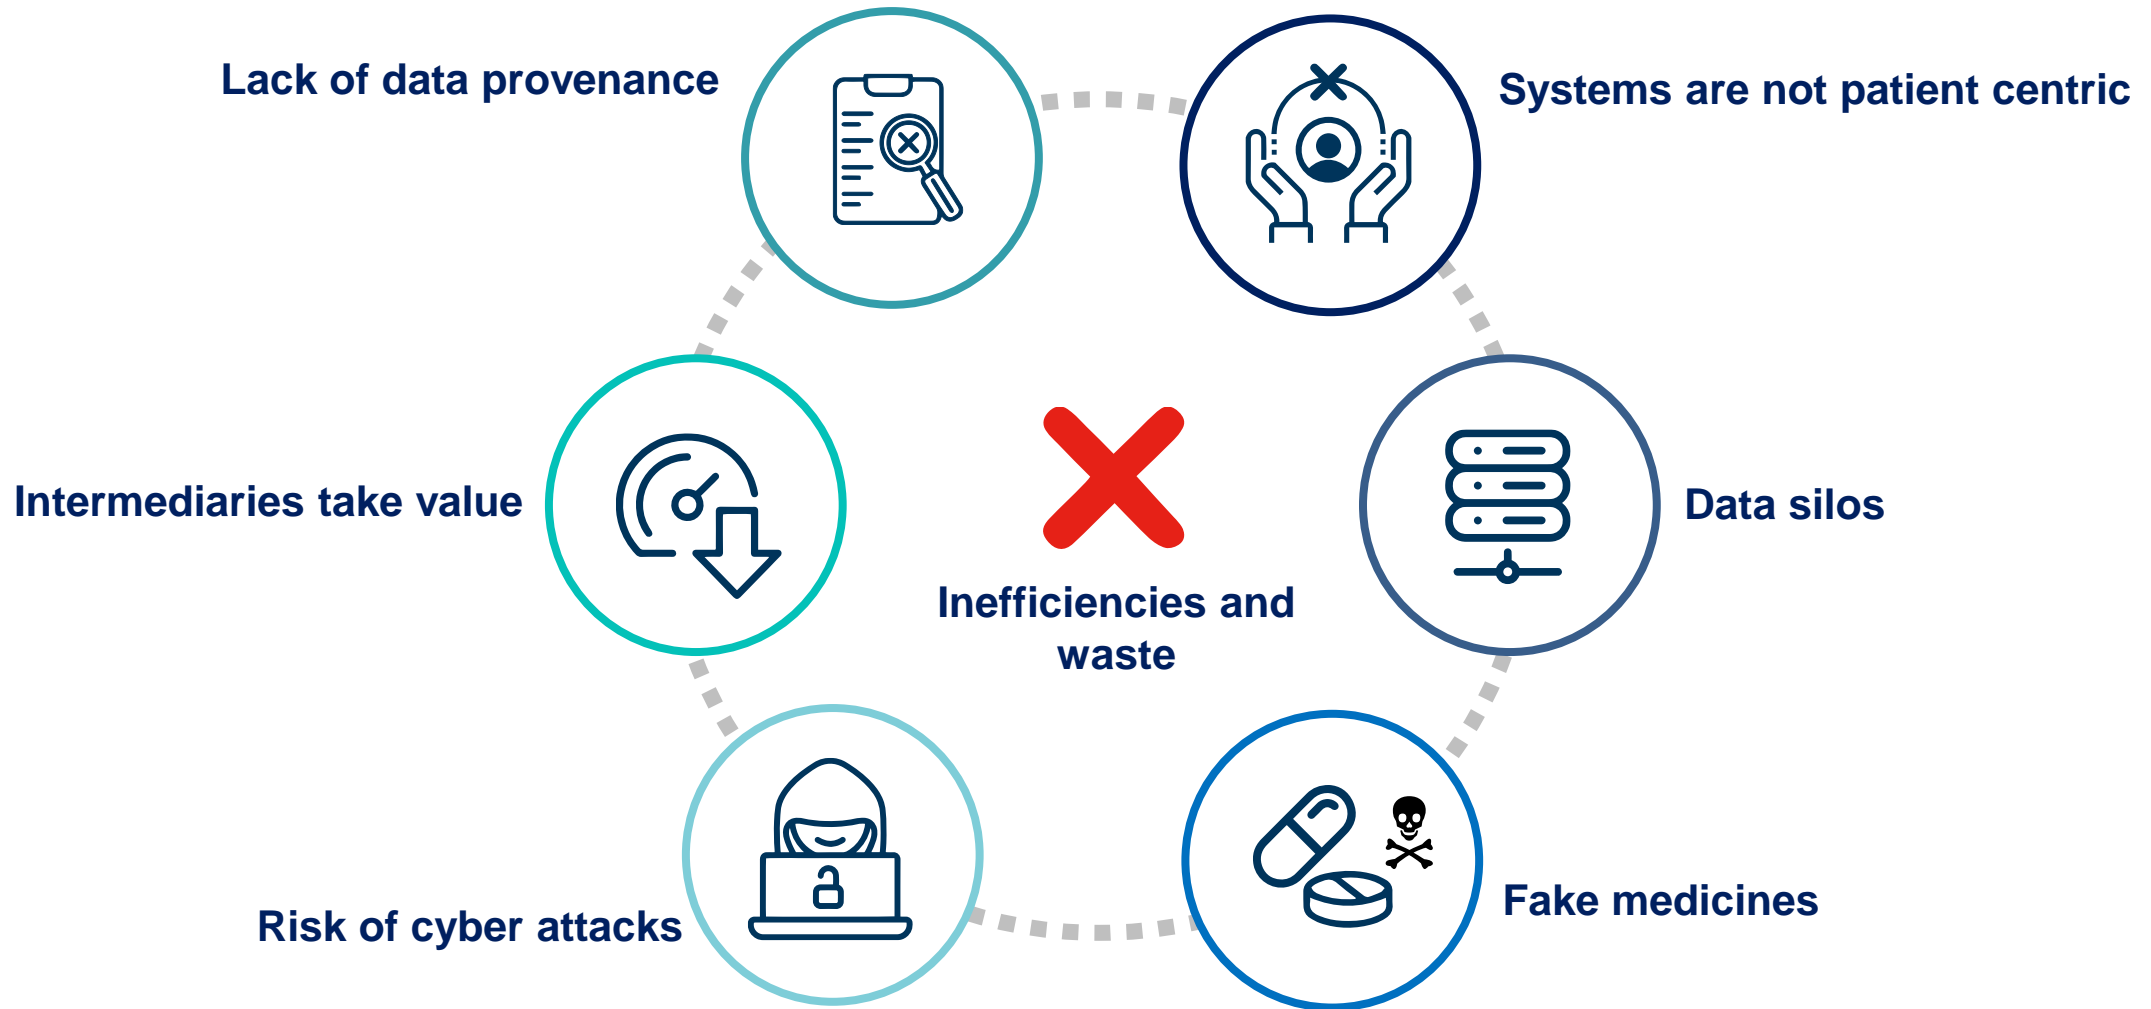 Lack of data provenance
Systems are not patient centric
Intermediaries take value
Data silos
Inefficiencies and
waste
Risk of cyber attacks
Fake medicines